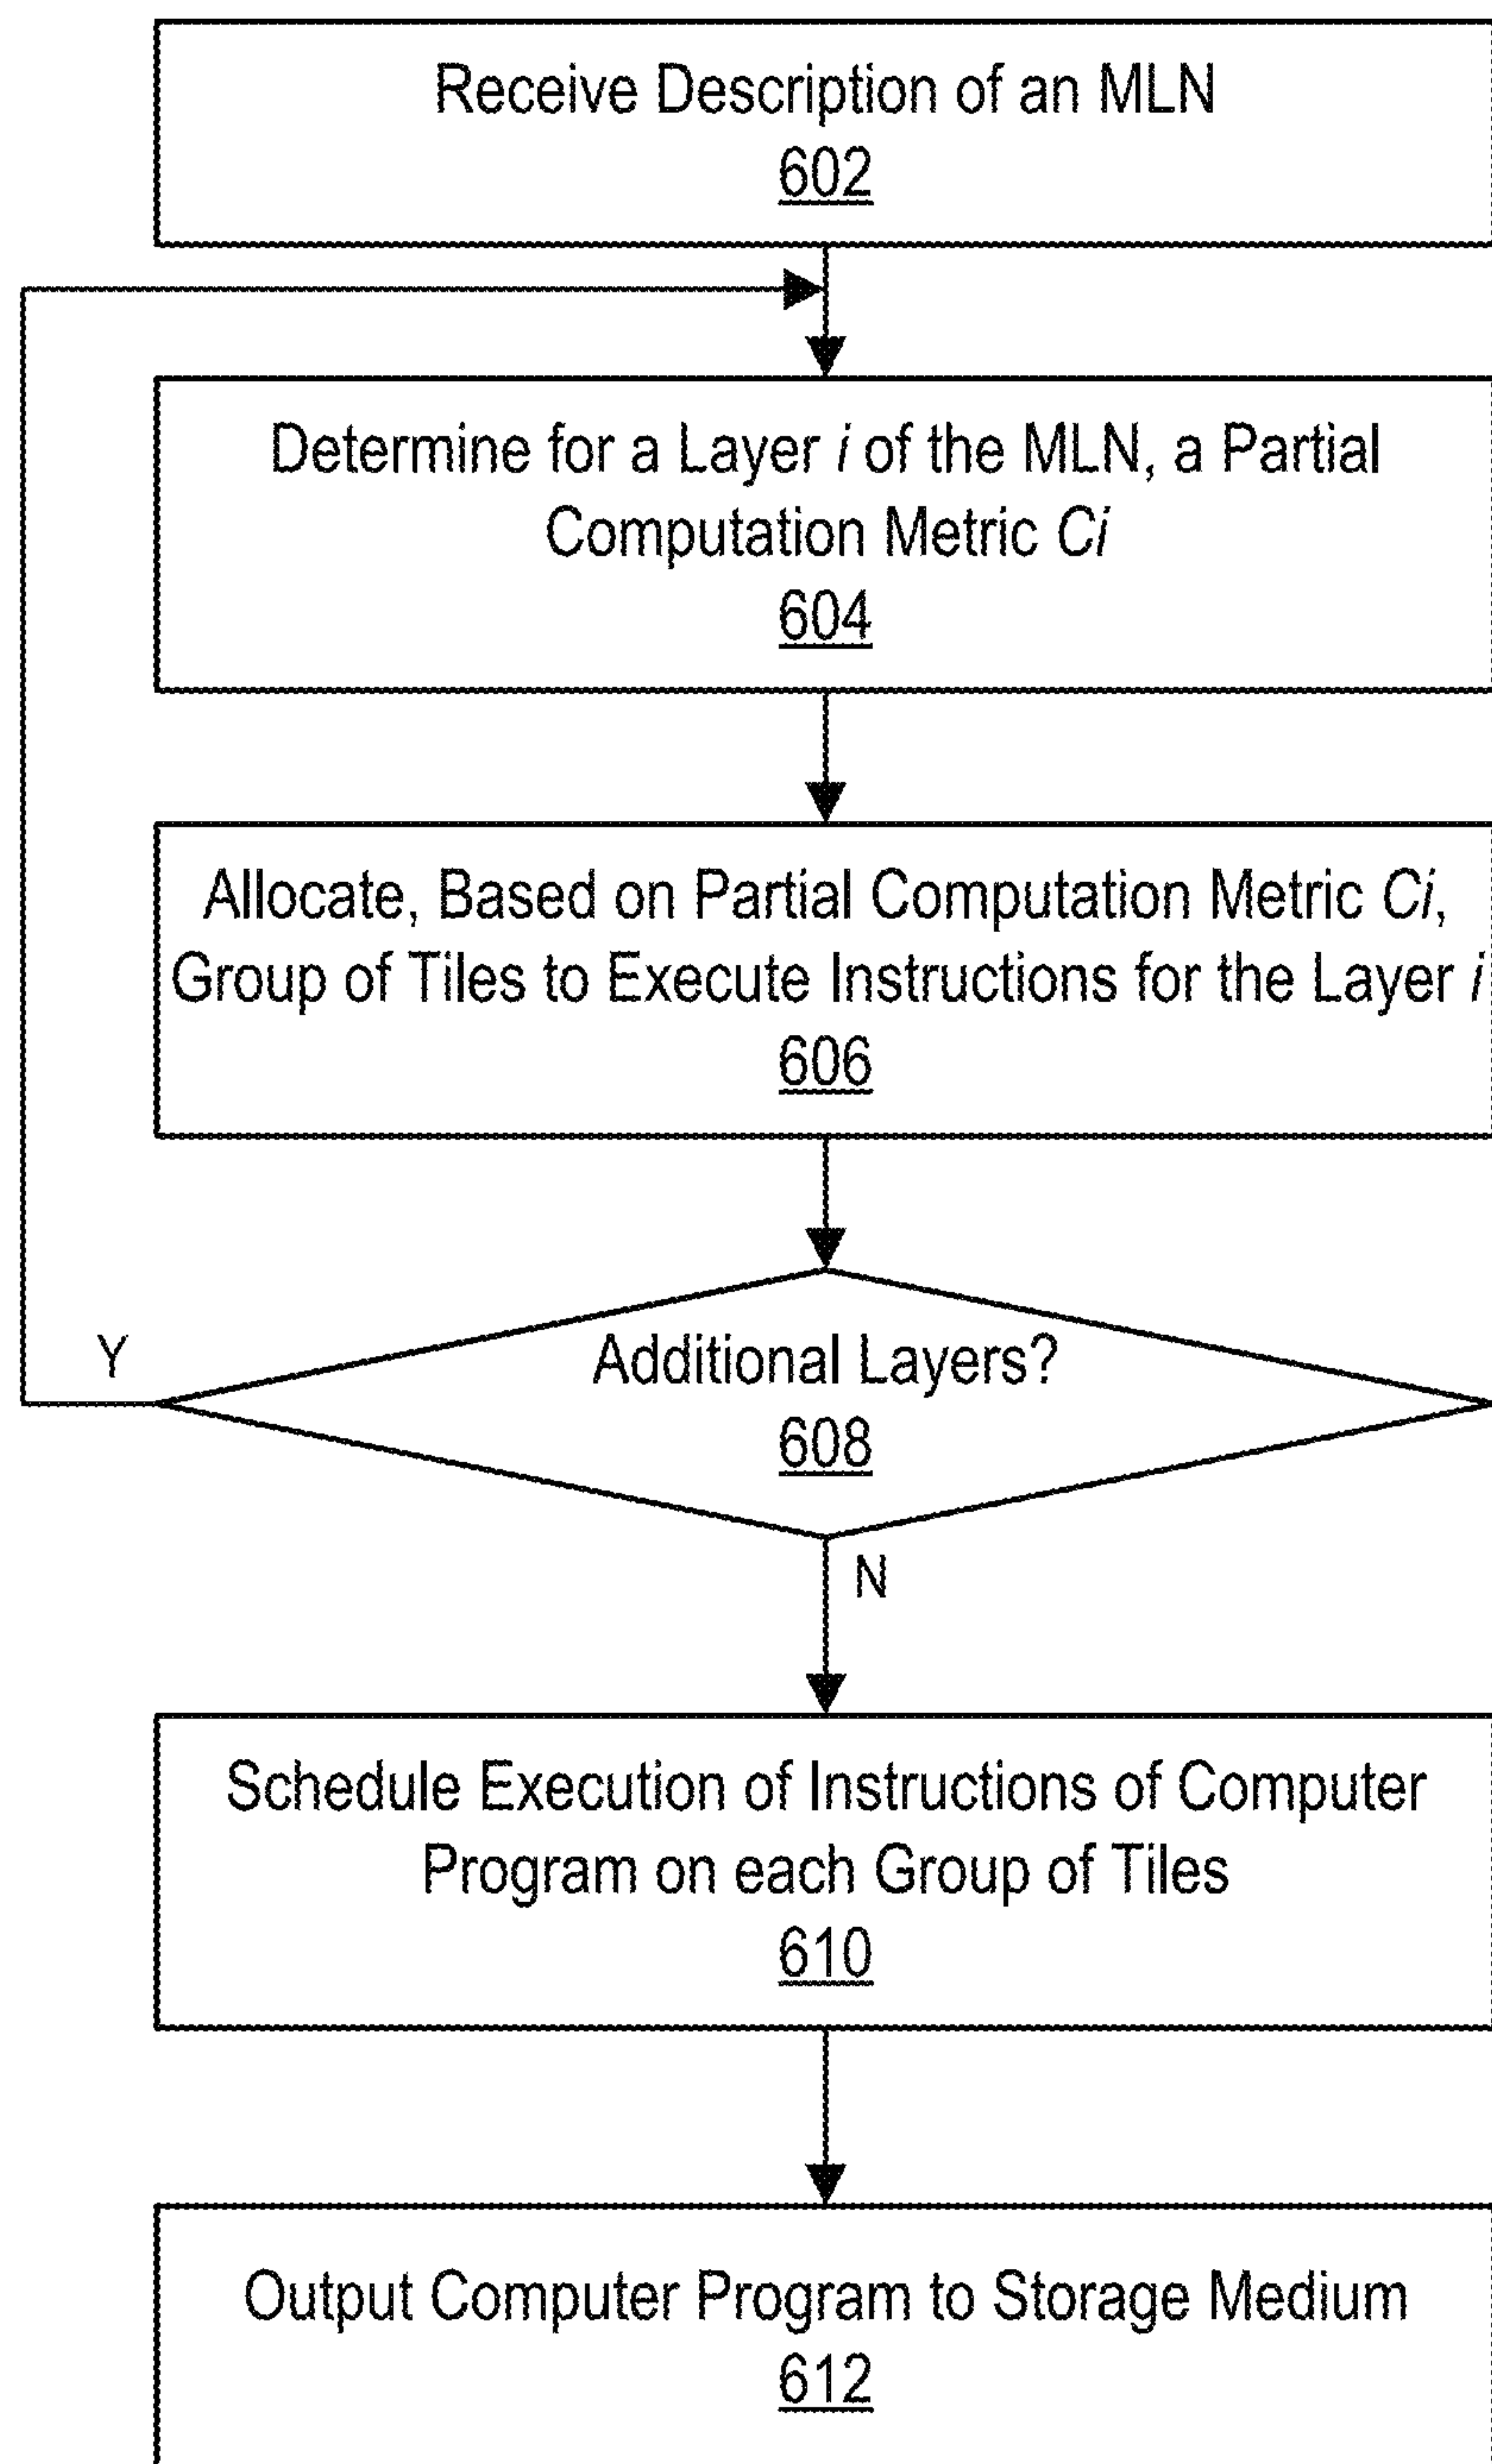 Receive Description of an MLN
602
Determine for a Layer i of the MLN, a Partial
Computation Metric Ci
604
Allocate, Based on Partial Computation Metric Ci,
Group of Tiles to Execute Instructions for the Layer i
606
Y
Additional Layers?
608
N
Schedule Execution of Instructions of Computer
Program on each Group of Tiles
610
Output Computer Program to Storage Medium
612